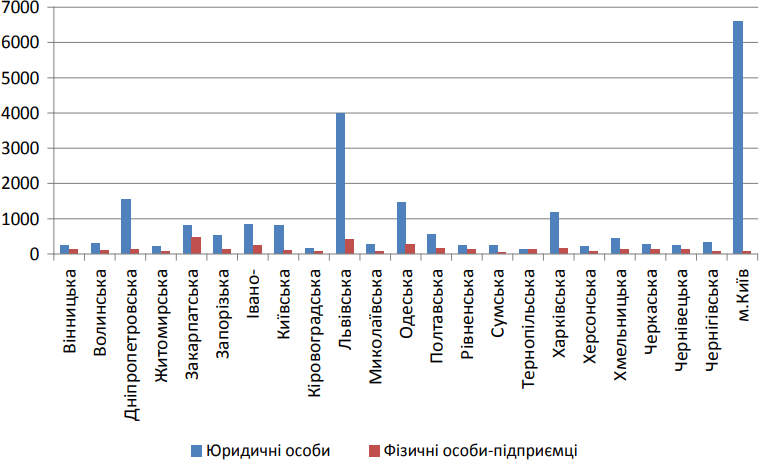 7000
6000
5000
4000
3000
2000
1000
0
Вінницька
Волинська
Дніпропетровська
Житомирська
Закарпатська
Запорізька
Івано-
Київська
Кіровоградська
Львівська
Миколаївська
Одеська
Полтавська
Рівненська
Сумська
Тернопільська
Харківська
Херсонська
Хмельницька
Черкаська
Чернівецька
Чернігівська
м.Київ
Юридичні особи
Фізичні особи-підприємці